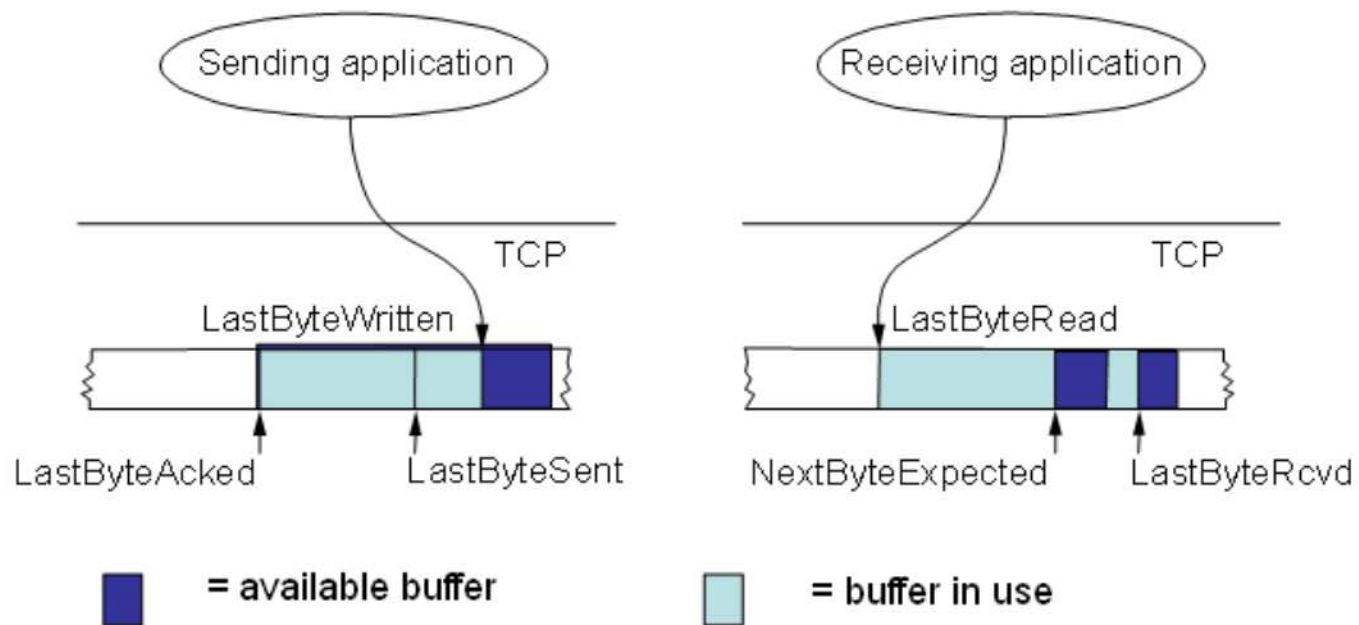 Sending application
Receiving application
TCP
TCP
LastByteWritten
LastByteRead
LastByteAcked
LastByteSent
NextByteExpected
LastByteRcvd
= available buffer
= buffer in use